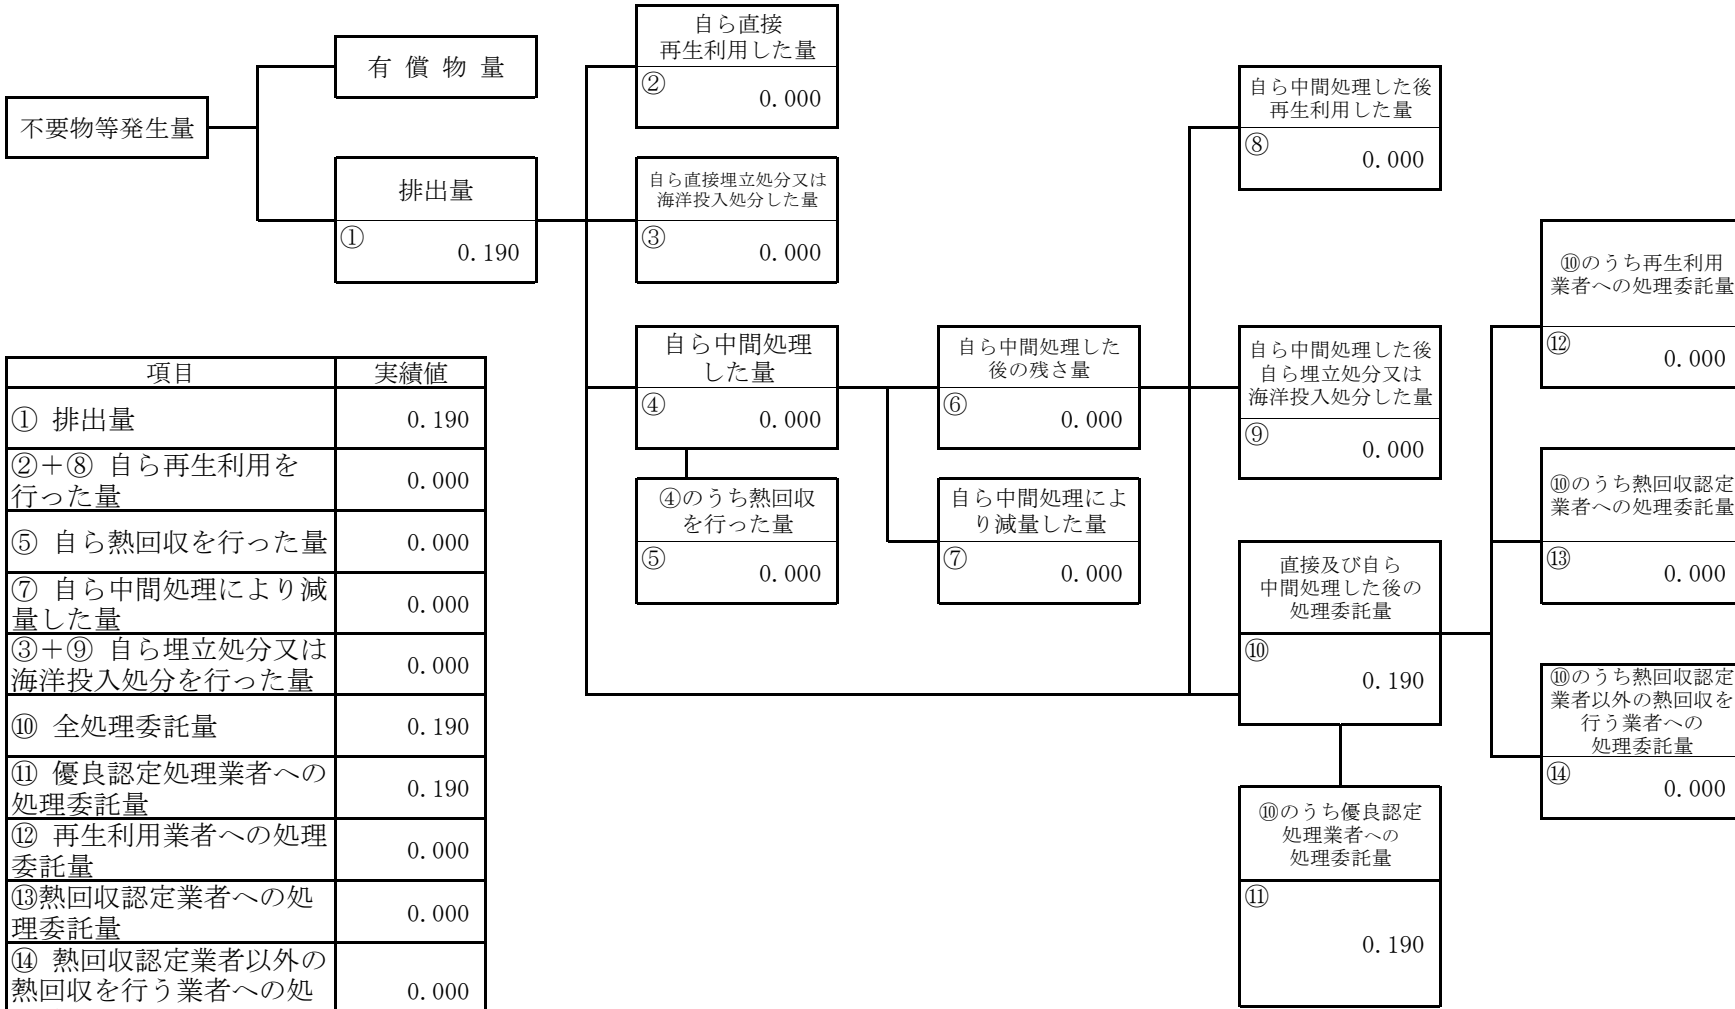 不要物等発生量
有 償 物 量
排出量
①
0.190
自ら直接
再生利用した量
②
0.000
自ら直接埋立処分又は
海洋投入処分した量
③
0.000
自ら中間処理
した量
④
0.000
④のうち熱回収
を行った量
⑤
0.000
自ら中間処理した
後の残さ量
⑥
0.000
自ら中間処理によ
り減量した量
⑦
0.000
自ら中間処理した後
再生利用した量
⑧
0.000
自ら中間処理した後
自ら埋立処分又は
海洋投入処分した量
⑨
0.000
直接及び自ら
中間処理した後の
処理委託量
⑩
0.190
⑩のうち優良認定
処理業者への
処理委託量
⑪
0.190
⑩のうち再生利用
業者への処理委託量
⑫
0.000
⑩のうち熱回収認定
業者への処理委託量
⑬
0.000
⑩のうち熱回収認定
業者以外の熱回収を
行う業者への
処理委託量
⑭
0.000
項目 実績値
① 排出量 0.190
②+⑧ 自ら再生利用を
行った量 0.000
⑤ 自ら熱回収を行った量 0.000
⑦ 自ら中間処理により減
量した量 0.000
③+⑨ 自ら埋立処分又は
海洋投入処分を行った量 0.000
⑩ 全処理委託量 0.190
⑪ 優良認定処理業者への
処理委託量 0.190
⑫ 再生利用業者への処理
委託量 0.000
⑬熱回収認定業者への処
理委託量 0.000
⑭ 熱回収認定業者以外の
熱回収を行う業者への処 0.000